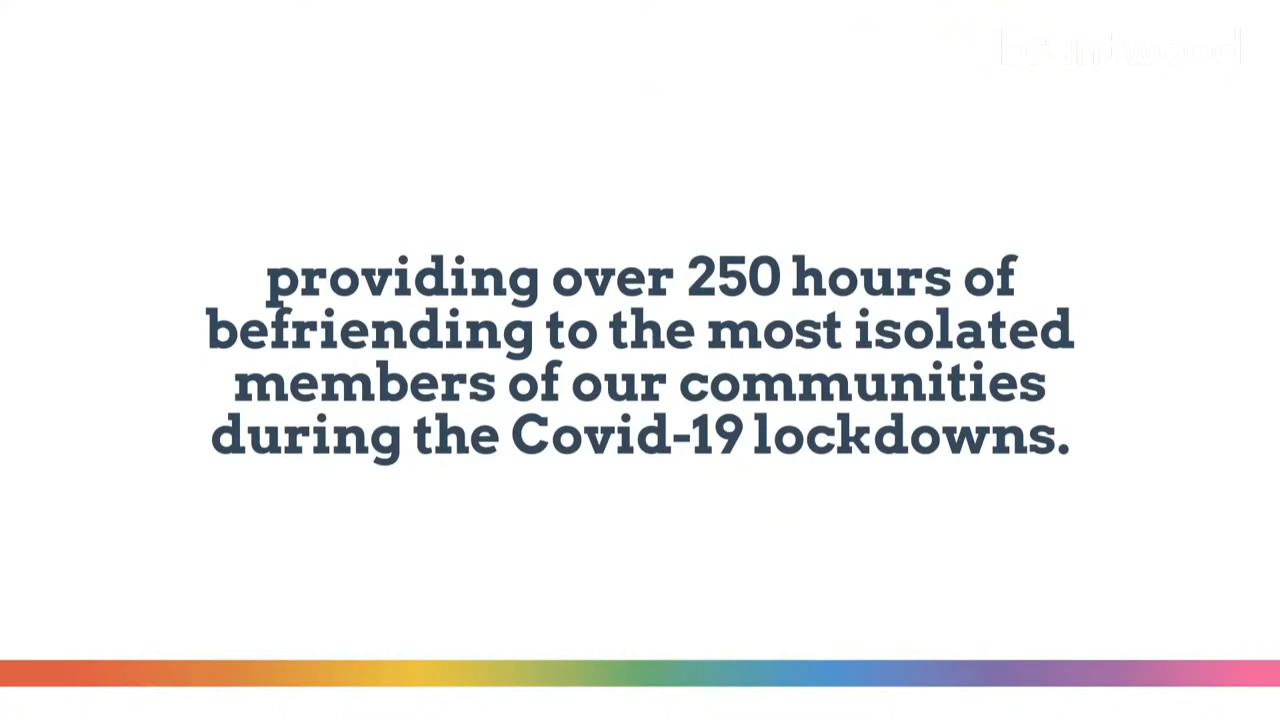 bruntwood
providing over 250 hours of
befriending to the most isolated
members of our communities
during the Covid-19 lockdowns.